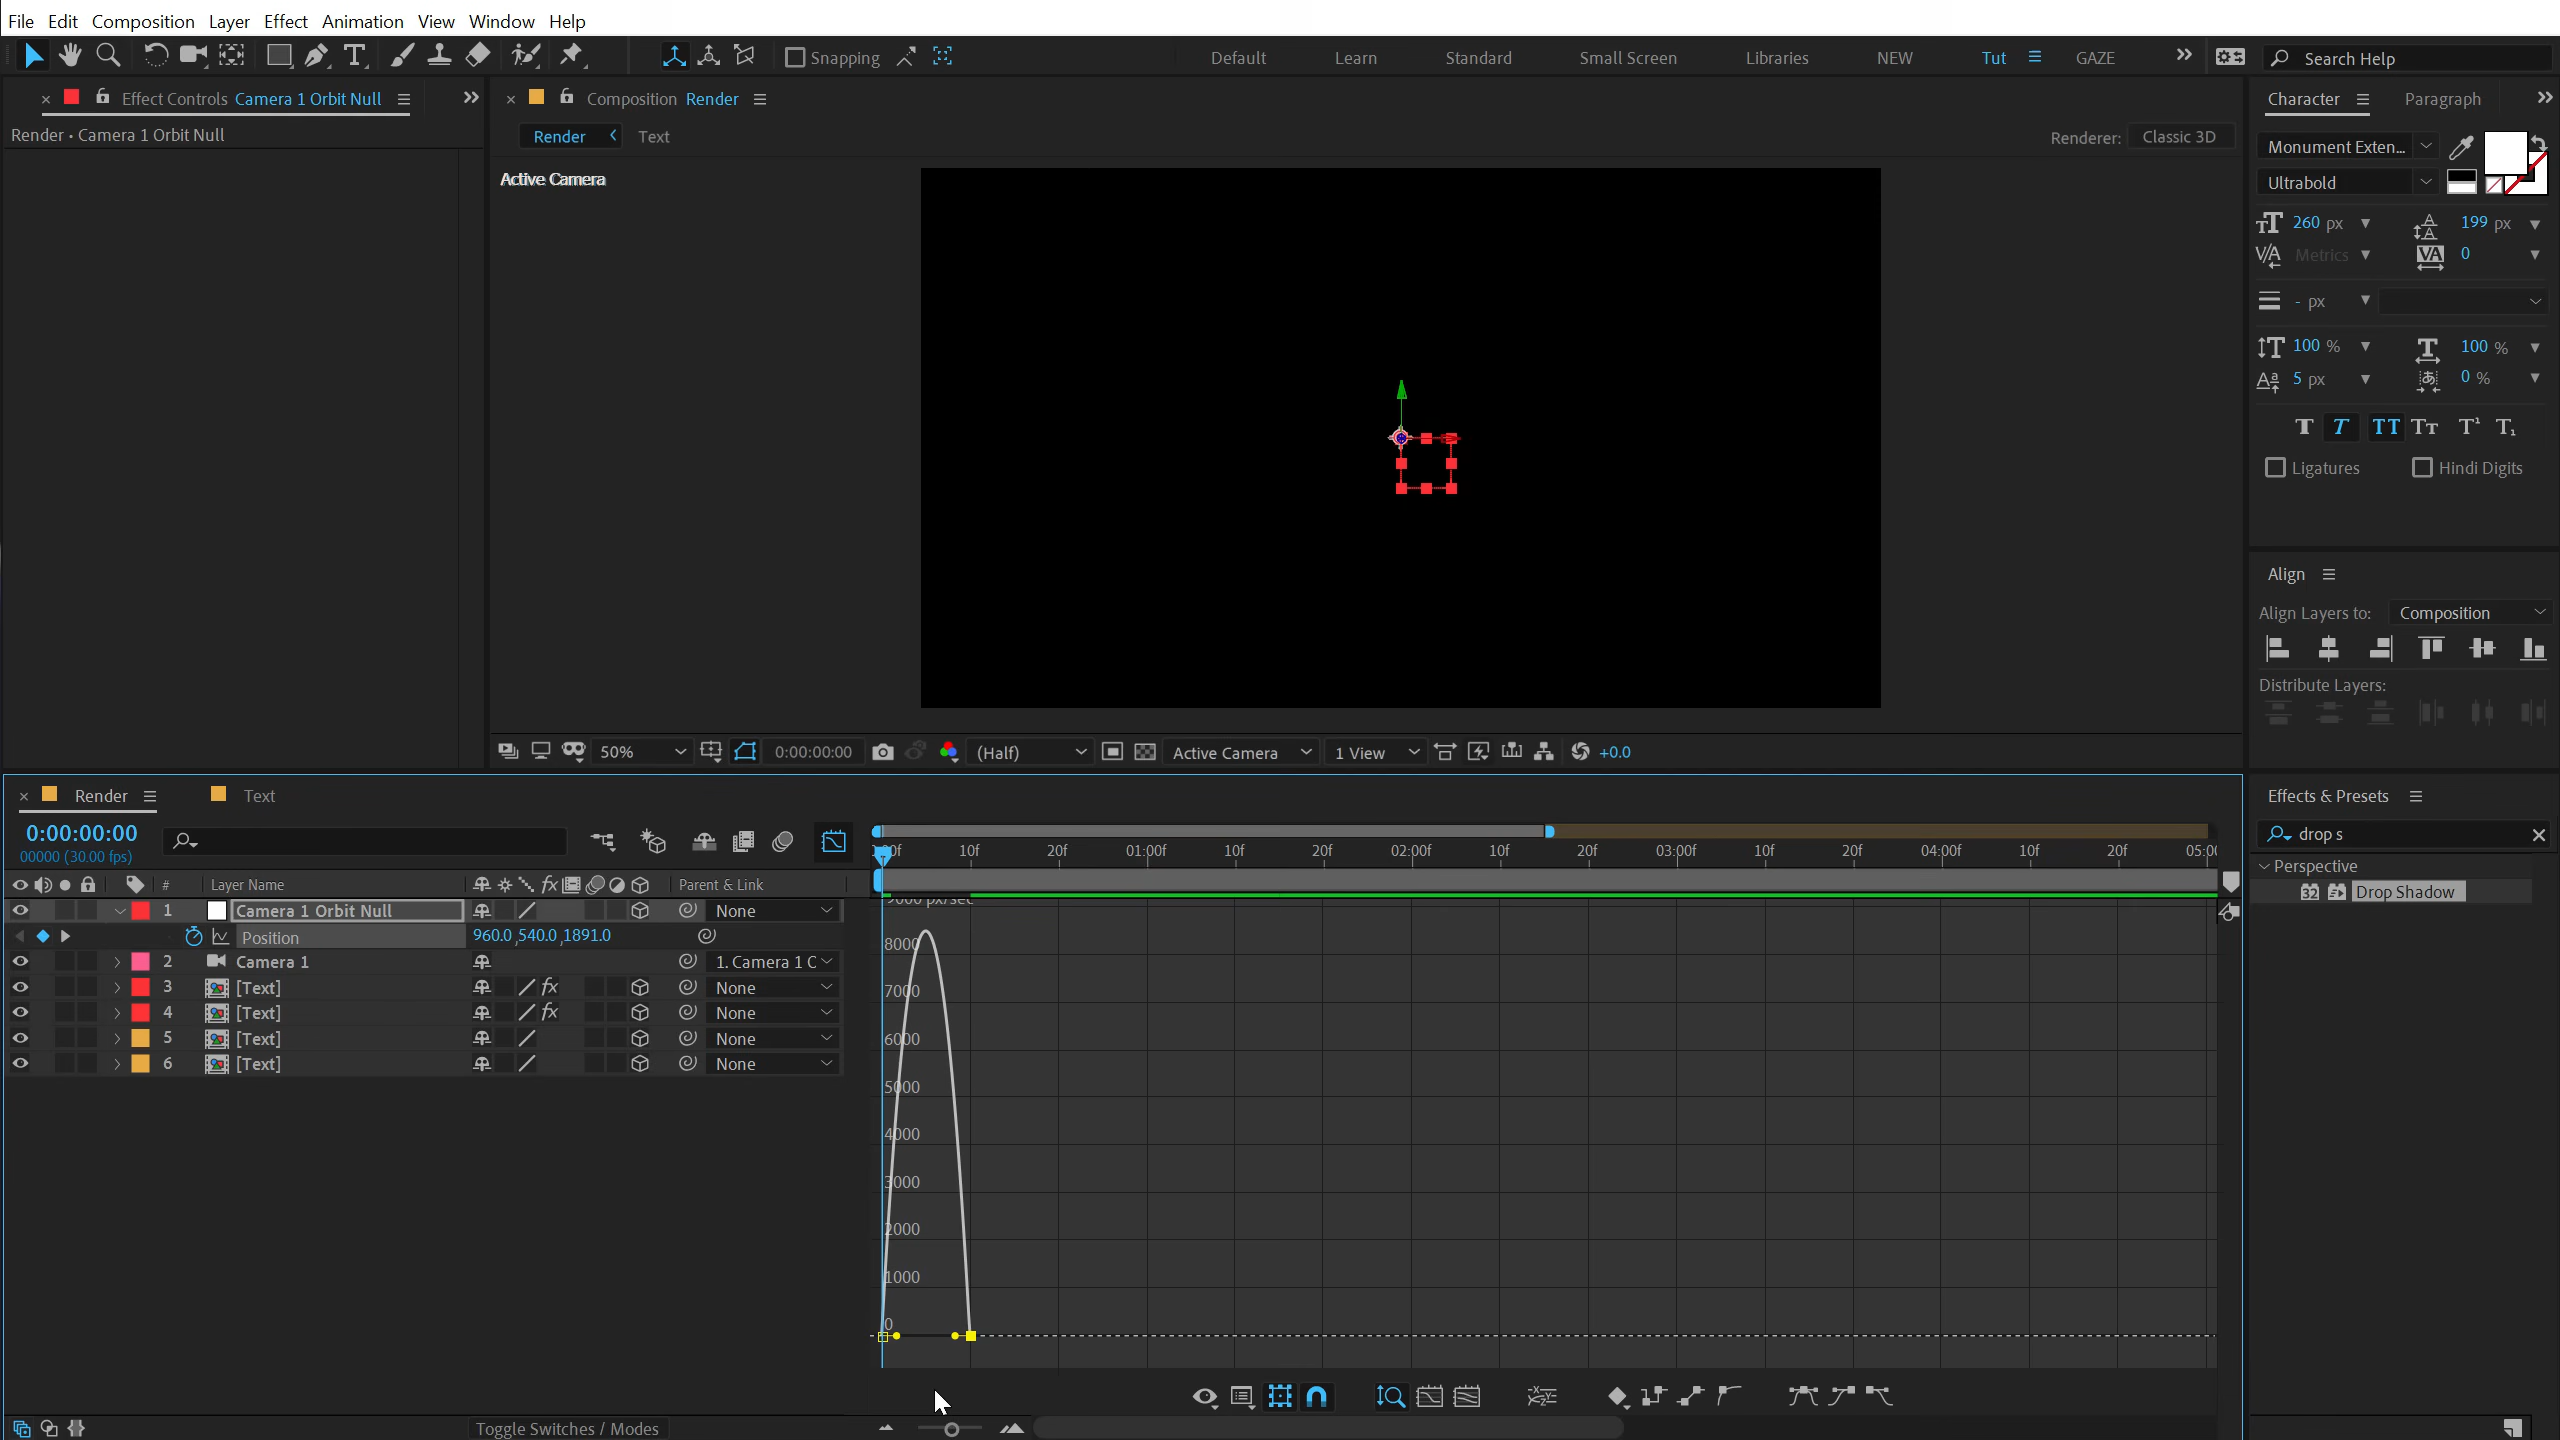 File Edit Composition Layer Effect Animation View Window Help
Snapping
Default Learn Standard Small Screen Libraries NEW Tut GAZE
Search Help
Effect Controls Camera 1 Orbit Null
Render • Camera 1 Orbit Null
Composition Render
Render Text
Renderer: Classic 3D
Active Camera
50%
0:00:00:00
(Half)
Active Camera
1 View
+0.0
Character Paragraph
Monument Exten...
Ultrabold
260 px 199 px
Metrics 0
- px
100 % 100 %
5 px 0 %
Ligatures Hindi Digits
Align
Align Layers to: Composition
Distribute Layers:
Effects & Presets
drop s
Perspective
32 Drop Shadow
Render Text
0:00:00:00
00000 (30.00 fps)
# Layer Name Parent & Link
1 Camera 1 Orbit Null None
Position 960.0,540.0,1891.0
2 Camera 1 1. Camera 1 C
3 [Text] fx None
4 [Text] fx None
5 [Text] None
6 [Text] None
10f 20f 01:00f 10f 20f 02:00f 10f 20f 03:00f 10f 20f 04:00f 10f 20f
9000 px/sec
8000
7000
6000
5000
4000
3000
2000
1000
0
Toggle Switches / Modes